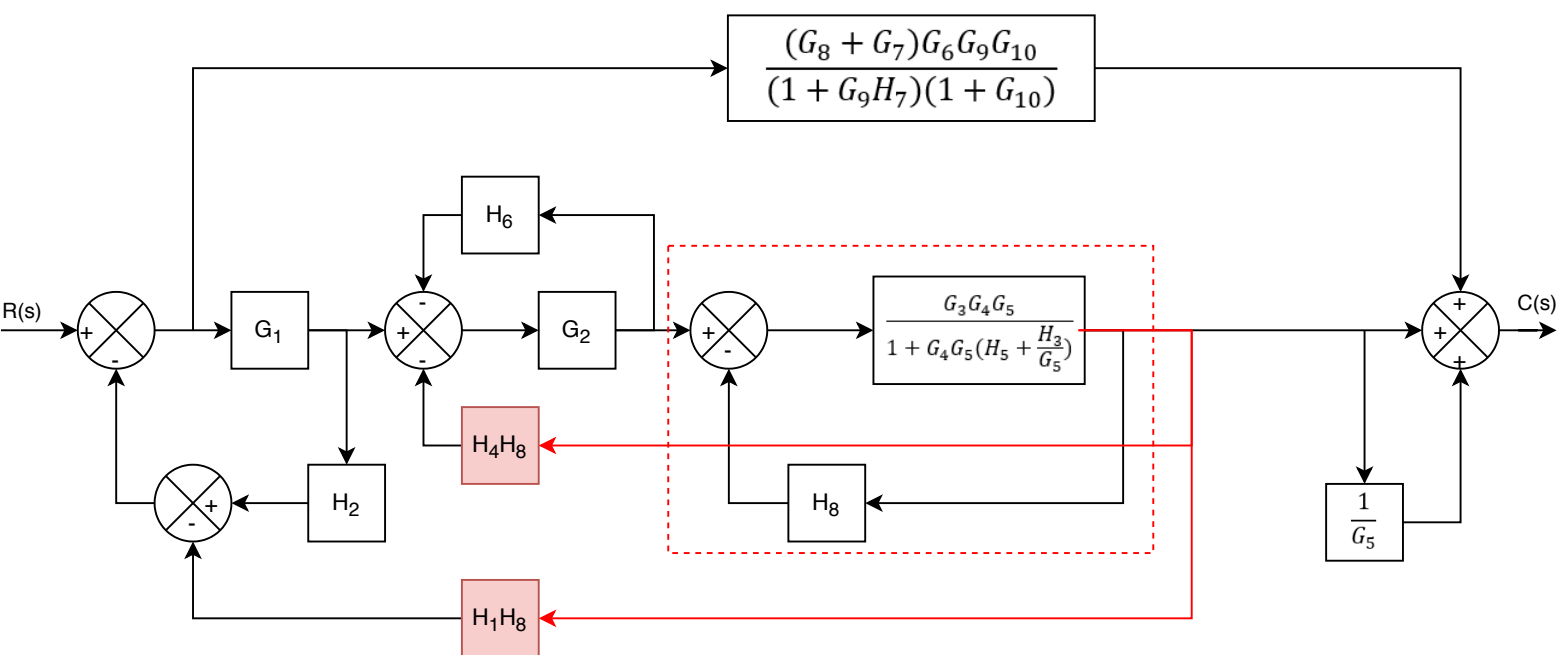 (G₈ + G₇)G₆G₉G₁₀
(1 + G₉H₇)(1 + G₁₀)
H₆
-
+
R(s)
C(s)
+
-
G₁
+
-
G₂
+
-
G₃G₄G₅
1 + G₄G₅(H₅ + H₃/G₅)
+
+
H₄H₈
+
-
H₂
H₈
1
G₅
H₁H₈